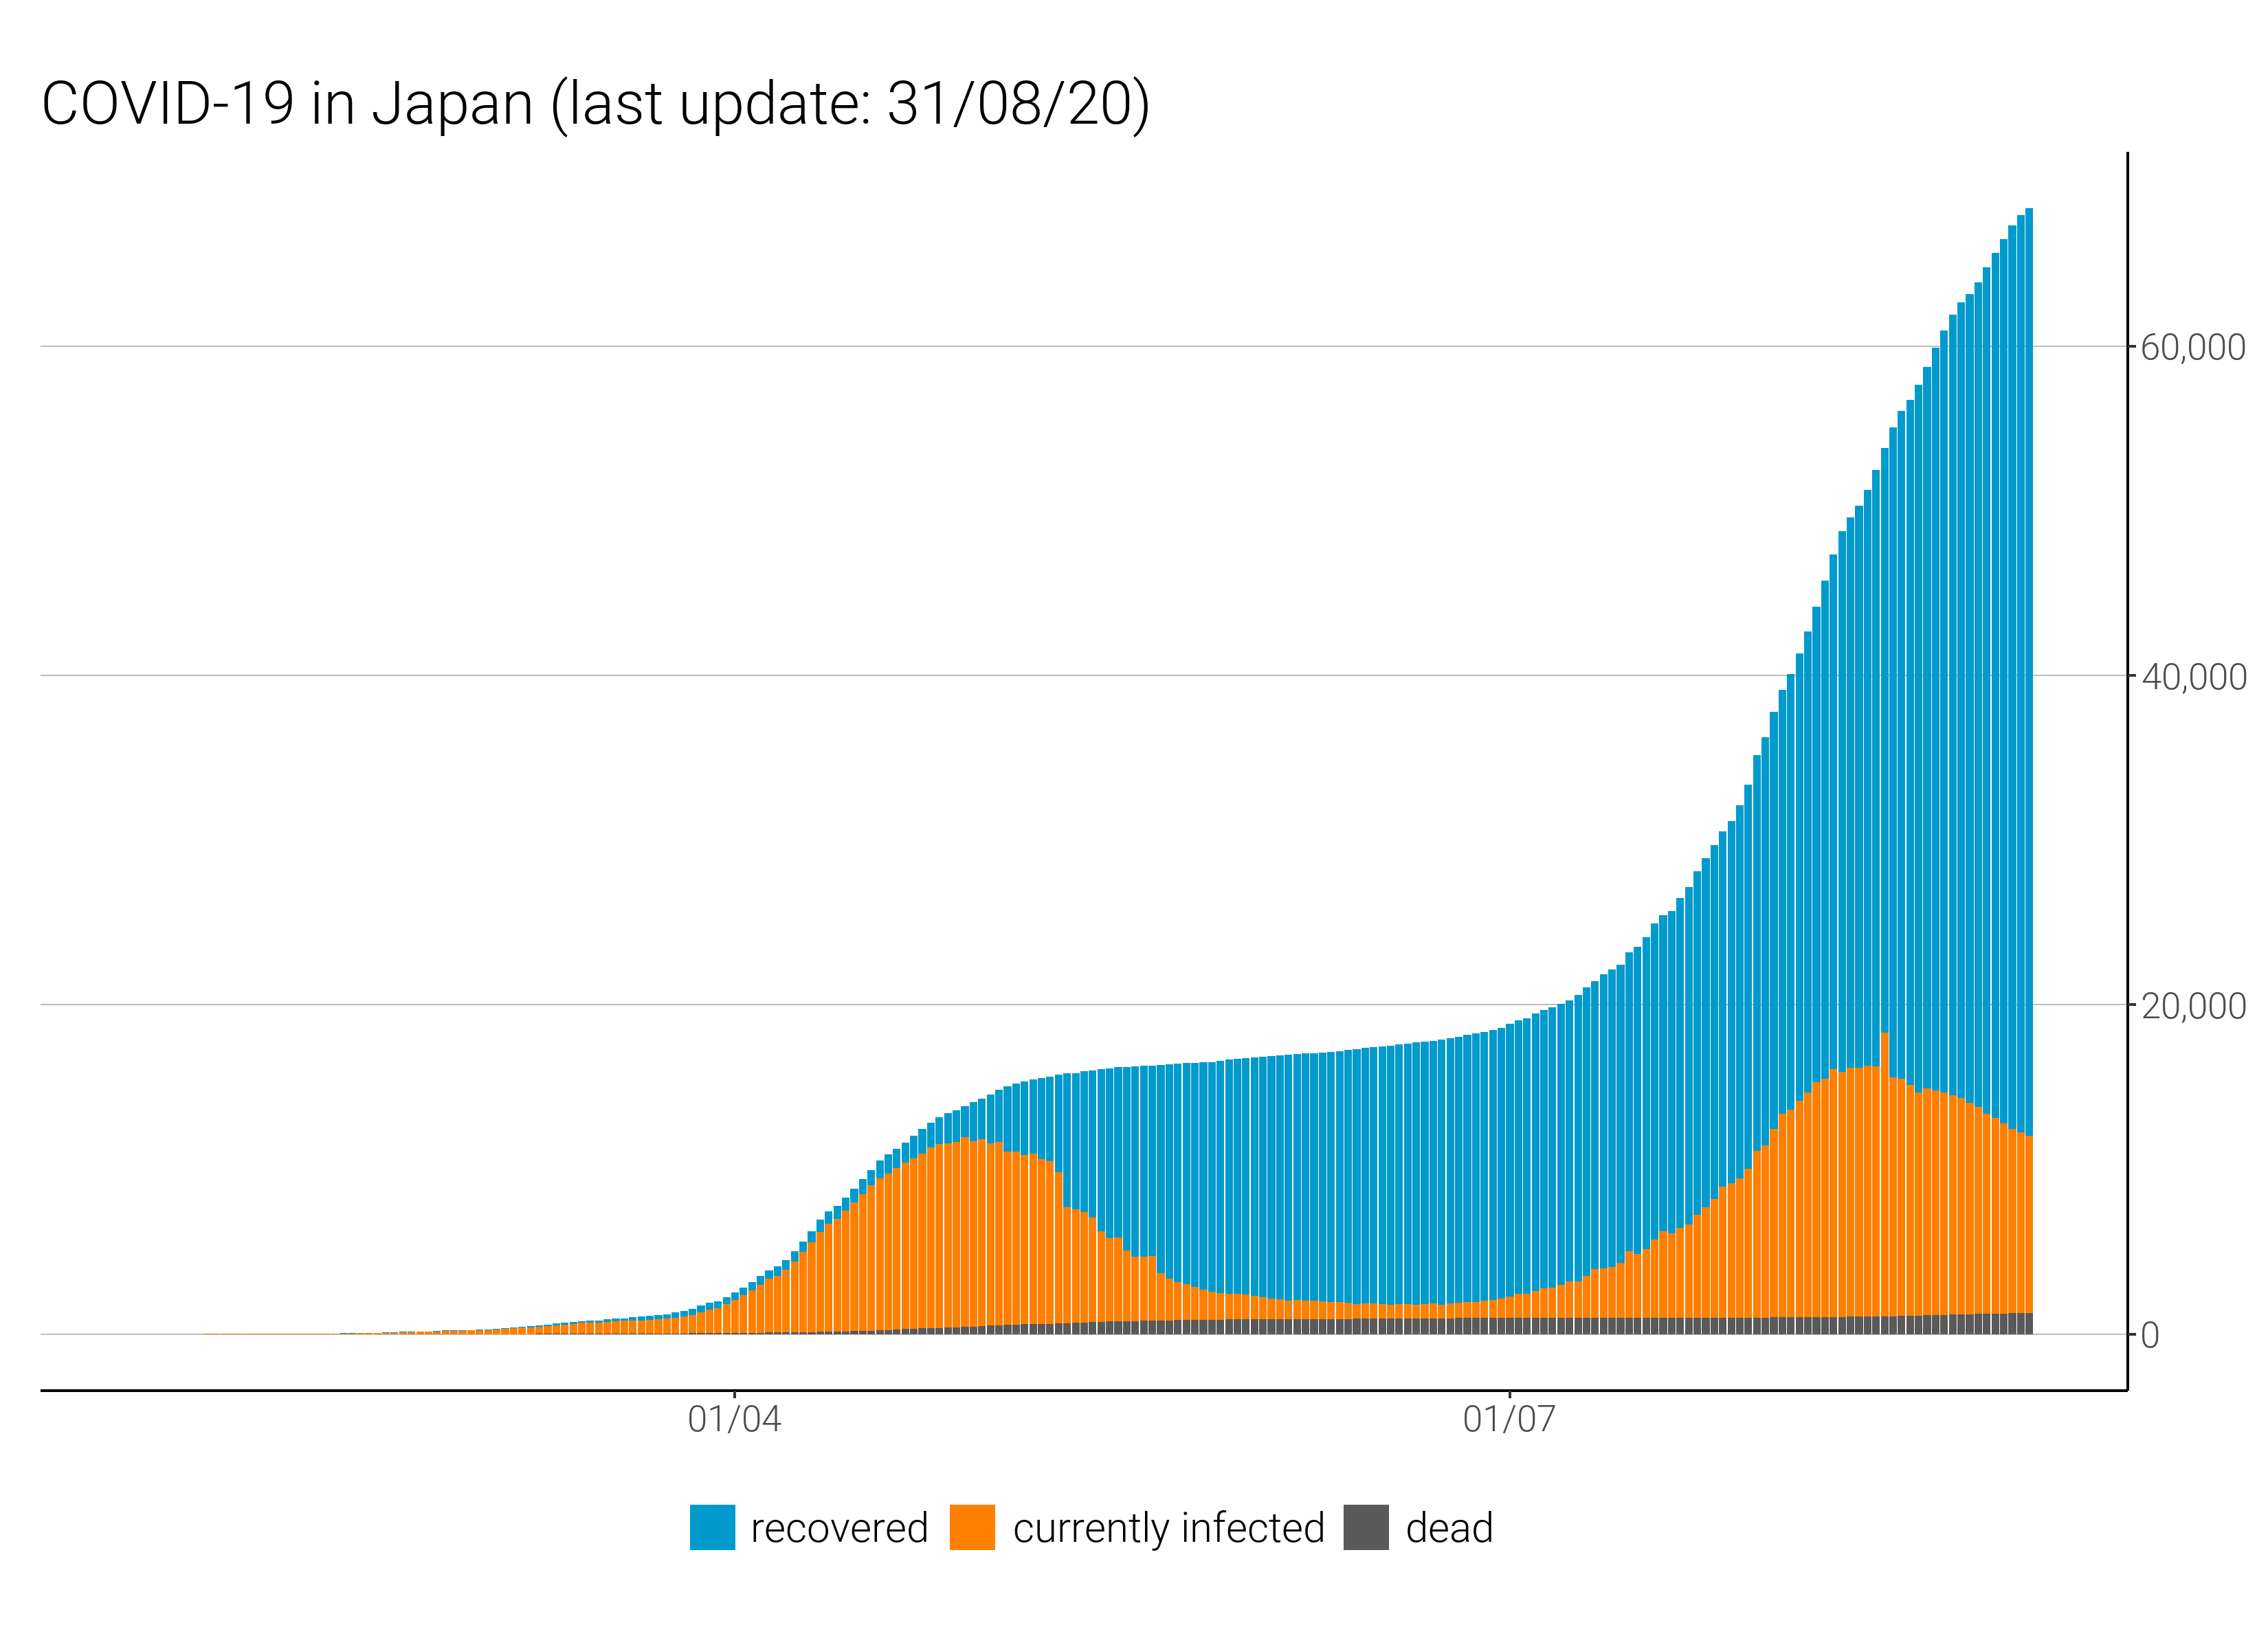 COVID-19 in Japan (last update: 31/08/20)
60,000
40,000
20,000
0
01/04 01/07
recovered currently infected dead